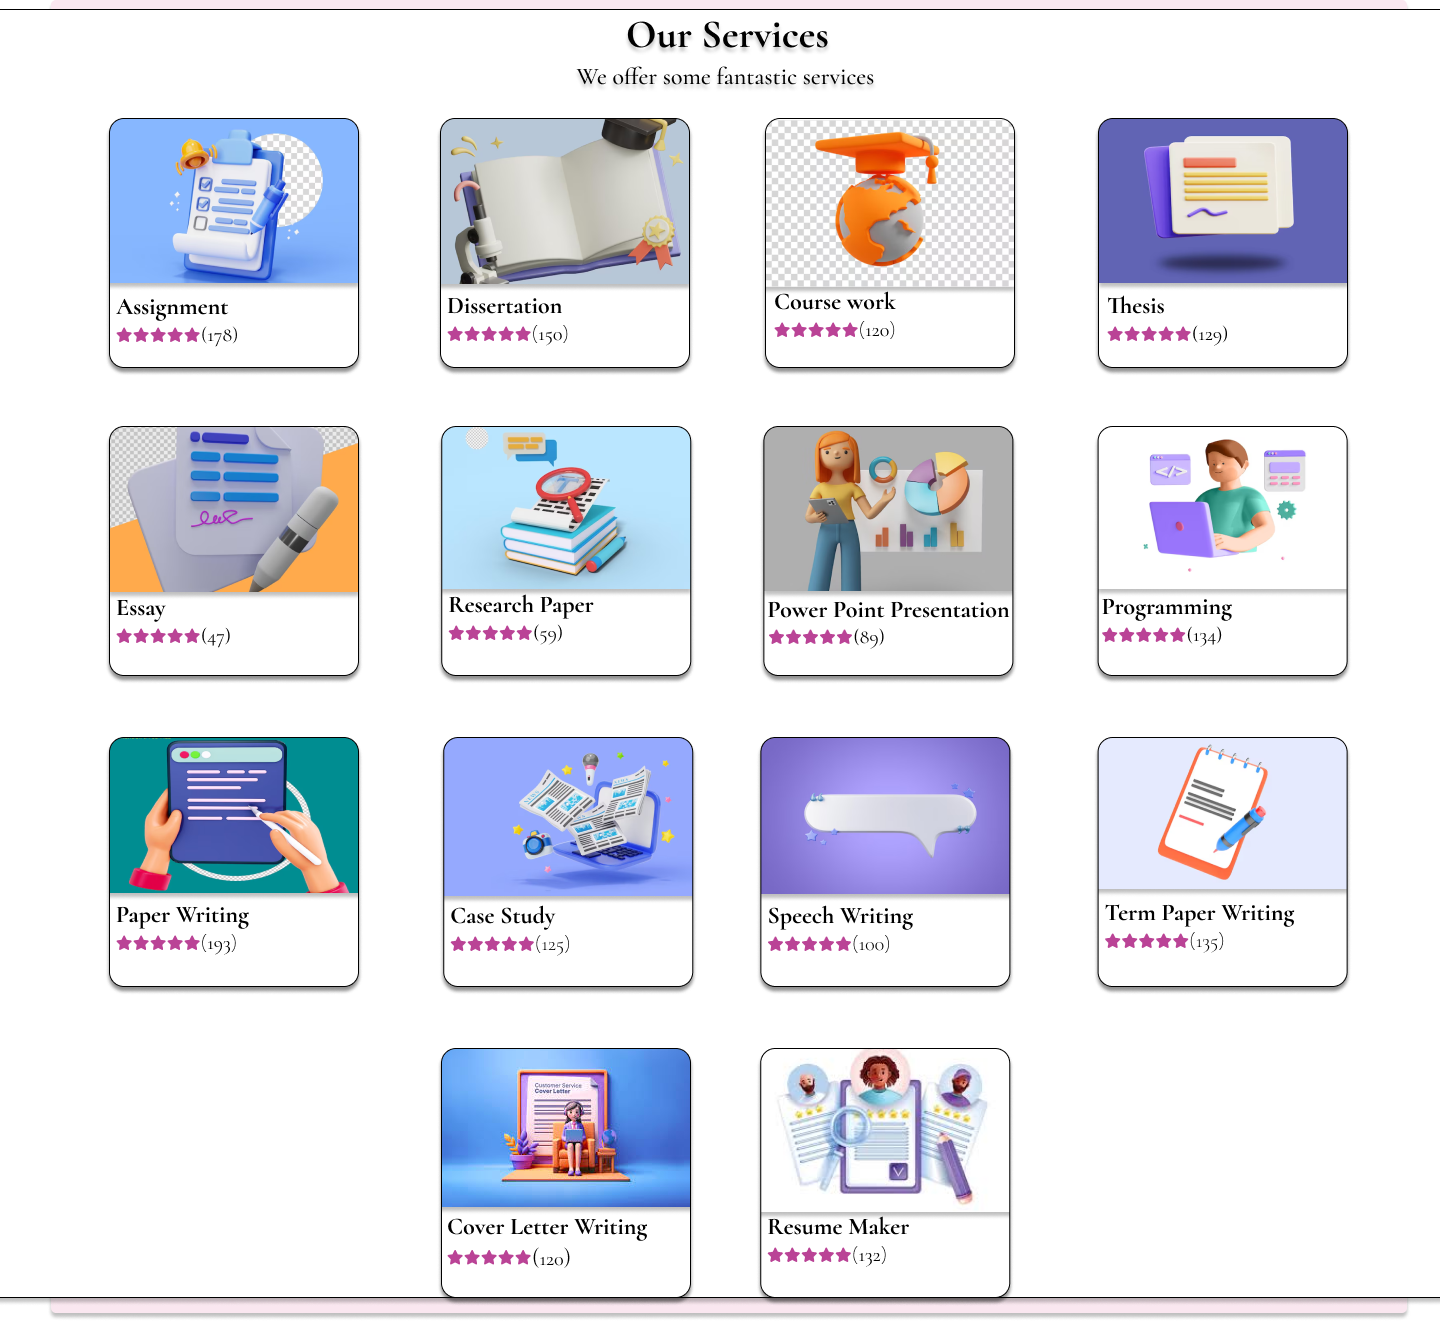 Our Services
We offer some fantastic services
Assignment
(178)
Dissertation
(150)
Course work
(120)
Thesis
(129)
Essay
(47)
Research Paper
(59)
Power Point Presentation
(89)
</>
Programming
(134)
Paper Writing
(193)
Case Study
(125)
Speech Writing
(100)
Term Paper Writing
(135)
Customer Service
Cover Letter
Cover Letter Writing
(120)
Resume Maker
(132)